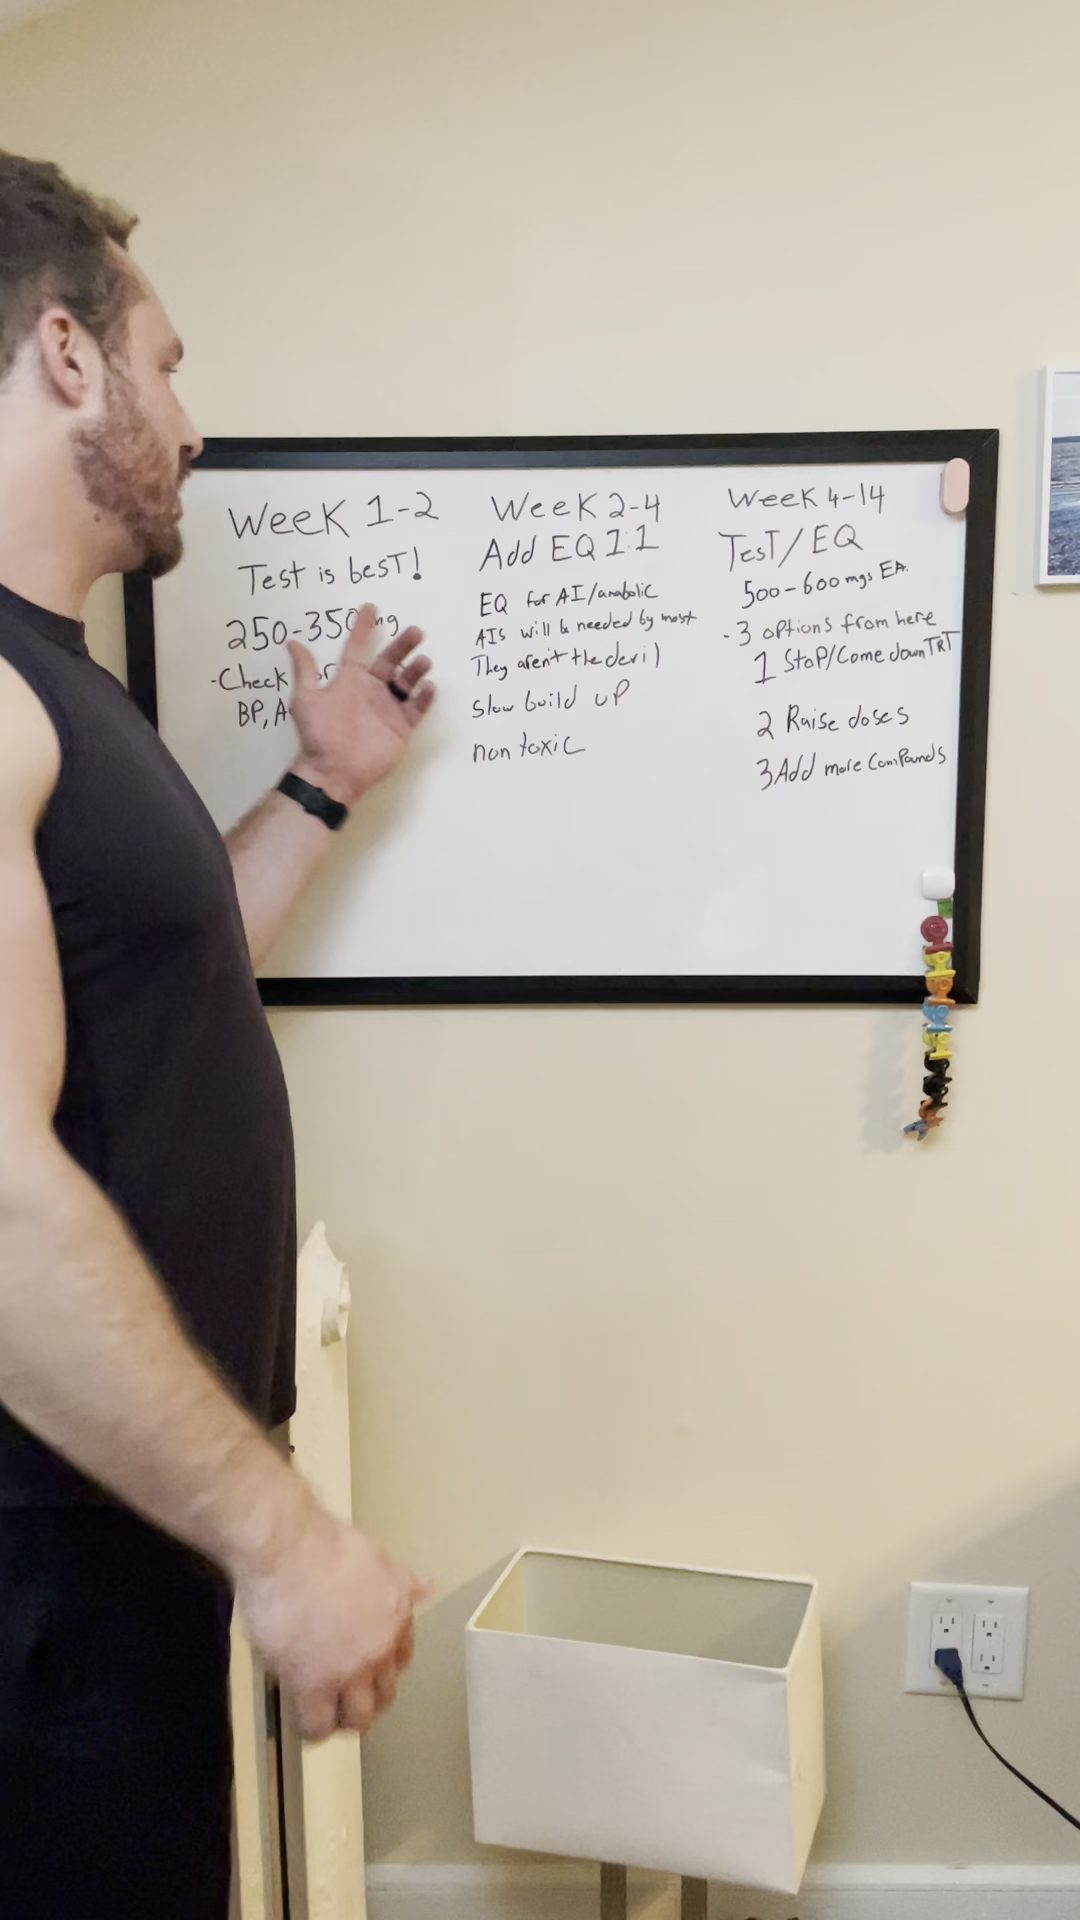 Week 1-2
Test is best!
250-350mg
-Check
BP,
Week 2-4
Add EQ 1:1
EQ for AI/anabolic
AIS will be needed by most
They aren't the devil
Slow build up
non toxic
Week 4-14
Test/EQ
500-600mgs EA.
-3 options from here
1 Stop/Come down TRT
2 Raise doses
3 Add more Compounds